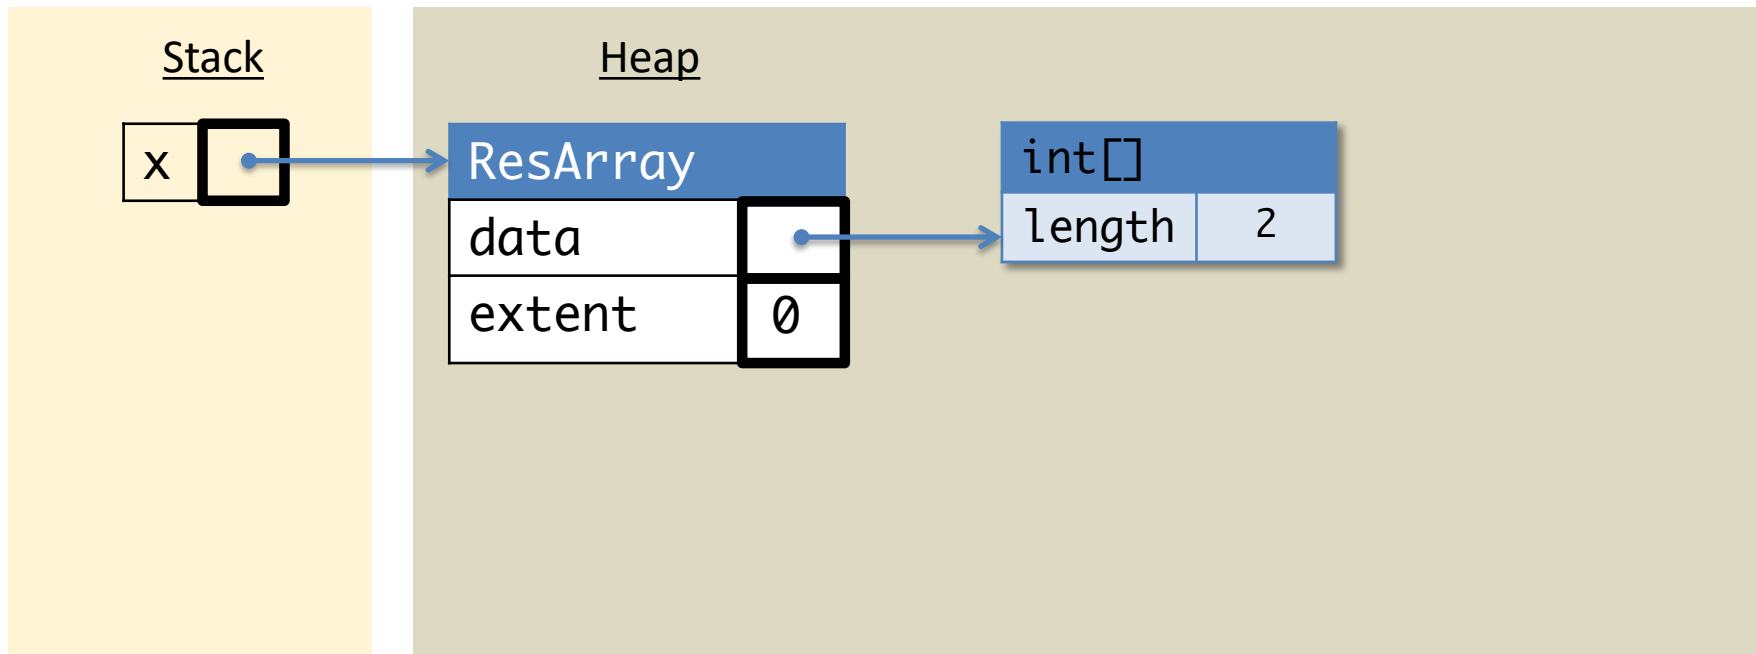 Stack
Heap
x
ResArray
data
extent 0
int[]
length 2